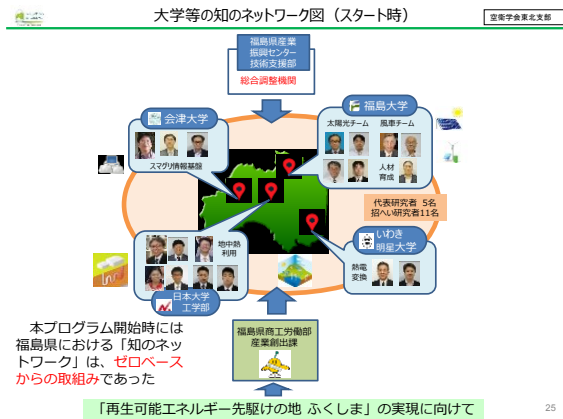 大学等の知のネットワーク図（スタート時）
空衛学会東北支部
福島県産業
振興センター
技術支援部
総合調整機関
会津大学
スマグリ情報基盤
福島大学
太陽光チーム 風車チーム
人材
育成
代表研究者 5名
招へい研究者11名
いわき
明星大学
熱電
変換
地中熱
利用
日本大学
工学部
福島県商工労働部
産業創出課
本プログラム開始時には
福島県における「知のネッ
トワーク」は、ゼロベース
からの取組みであった
「再生可能エネルギー先駆けの地 ふくしま」の実現に向けて
25